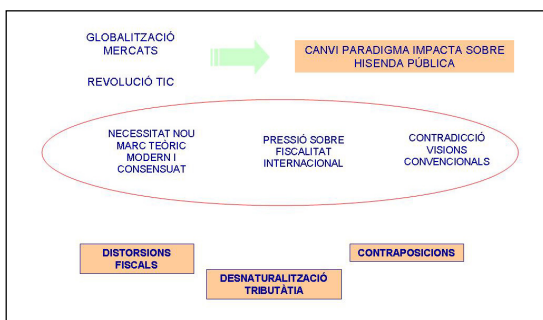 GLOBALITZACIÓ
MERCATS
REVOLUCIÓ TIC
CANVI PARADIGMA IMPACTA SOBRE
HISENDA PÚBLICA
NECESSITAT NOU
MARC TEÒRIC
MODERN I
CONSENSUAT
PRESSIÓ SOBRE
FISCALITAT
INTERNACIONAL
CONTRADICCIÓ
VISIONS
CONVENCIONALS
DISTORSIONS
FISCALS
DESNATURALITZACIÓ
TRIBUTÀTIA
CONTRAPOSICIONS